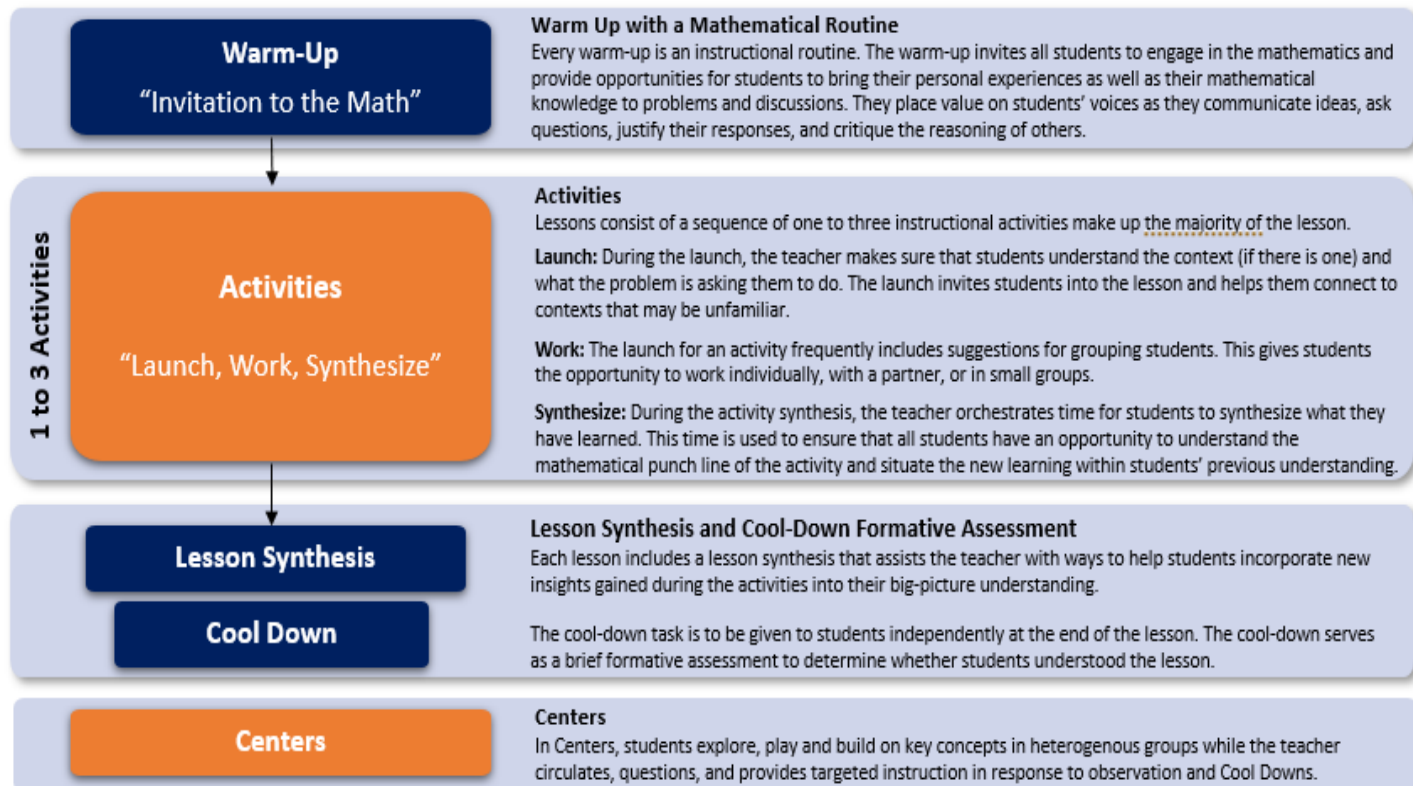 Warm-Up
"Invitation to the Math"
Warm Up with a Mathematical Routine
Every warm-up is an instructional routine. The warm-up invites all students to engage in the mathematics and
provide opportunities for students to bring their personal experiences as well as their mathematical
knowledge to problems and discussions. They place value on students' voices as they communicate ideas, ask
questions, justify their responses, and critique the reasoning of others.
1 to 3 Activities
Activities
"Launch, Work, Synthesize"
Activities
Lessons consist of a sequence of one to three instructional activities make up the majority of the lesson.
Launch: During the launch, the teacher makes sure that students understand the context (if there is one) and
what the problem is asking them to do. The launch invites students into the lesson and helps them connect to
contexts that may be unfamiliar.
Work: The launch for an activity frequently includes suggestions for grouping students. This gives students
the opportunity to work individually, with a partner, or in small groups.
Synthesize: During the activity synthesis, the teacher orchestrates time for students to synthesize what they
have learned. This time is used to ensure that all students have an opportunity to understand the
mathematical punch line of the activity and situate the new learning within students' previous understanding.
Lesson Synthesis
Cool Down
Lesson Synthesis and Cool-Down Formative Assessment
Each lesson includes a lesson synthesis that assists the teacher with ways to help students incorporate new
insights gained during the activities into their big-picture understanding.
The cool-down task is to be given to students independently at the end of the lesson. The cool-down serves
as a brief formative assessment to determine whether students understood the lesson.
Centers
Centers
In Centers, students explore, play and build on key concepts in heterogenous groups while the teacher
circulates, questions, and provides targeted instruction in response to observation and Cool Downs.